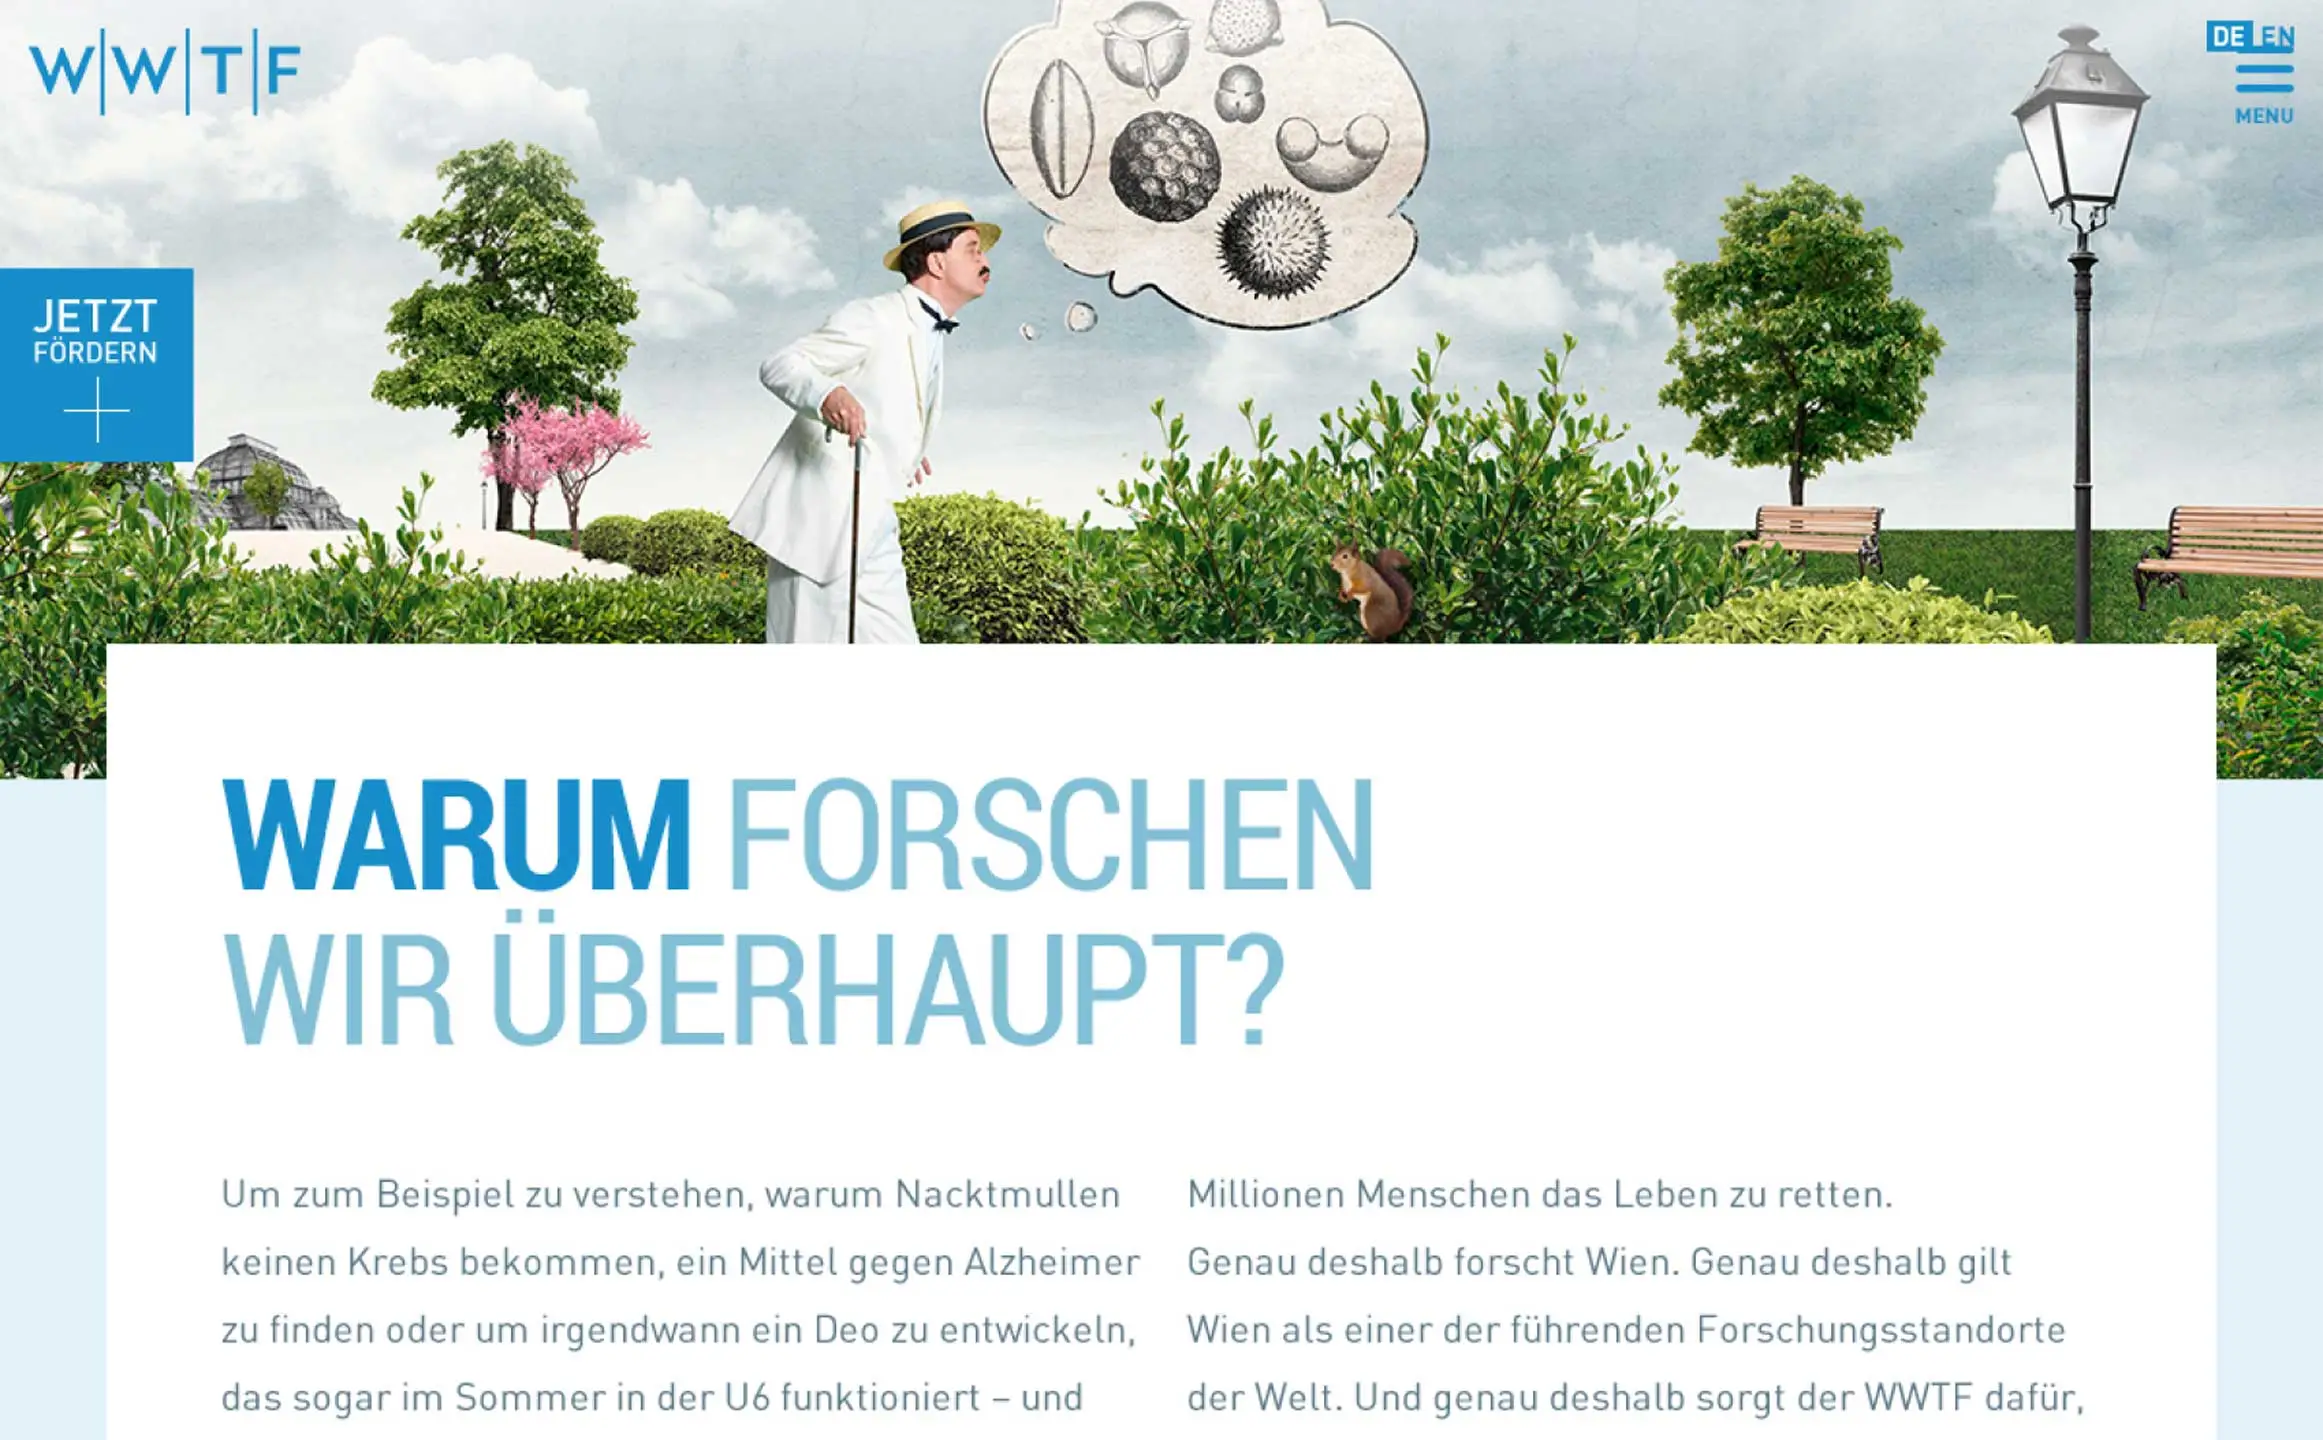 W|W|T|F
DE EN
MENU
JETZT
FÖRDERN
WARUM FORSCHEN
WIR ÜBERHAUPT?
Um zum Beispiel zu verstehen, warum Nacktmullen
keinen Krebs bekommen, ein Mittel gegen Alzheimer
zu finden oder um irgendwann ein Deo zu entwickeln,
das sogar im Sommer in der U6 funktioniert – und
Millionen Menschen das Leben zu retten.
Genau deshalb forscht Wien. Genau deshalb gilt
Wien als einer der führenden Forschungsstandorte
der Welt. Und genau deshalb sorgt der WWTF dafür,